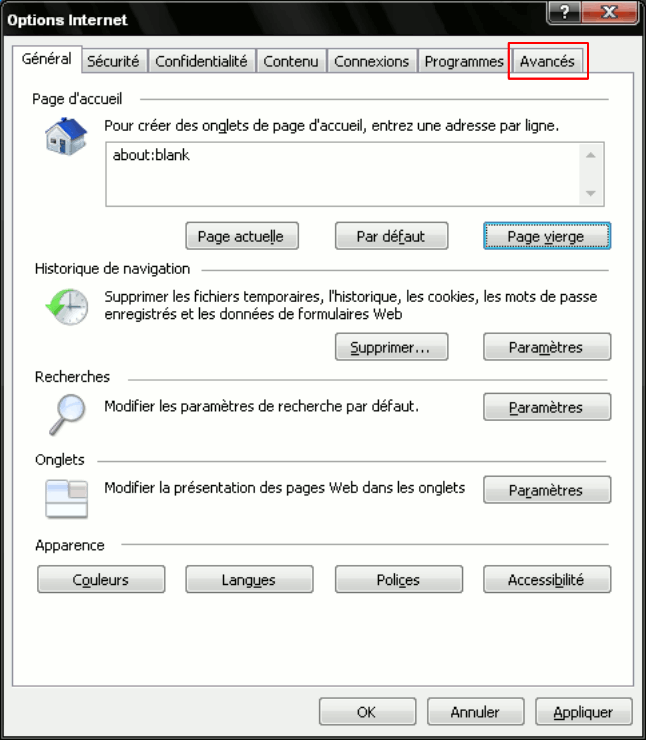 Options Internet
?
Général Sécurité Confidentialité Contenu Connexions Programmes Avancés
Page d'accueil
Pour créer des onglets de page d'accueil, entrez une adresse par ligne.
about:blank
Page actuelle Par défaut Page vierge
Historique de navigation
Supprimer les fichiers temporaires, l'historique, les cookies, les mots de passe
enregistrés et les données de formulaires Web
Supprimer... Paramètres
Recherches
Modifier les paramètres de recherche par défaut.
Paramètres
Onglets
Modifier la présentation des pages Web dans les onglets
Paramètres
Apparence
Couleurs Langues Polices Accessibilité
OK Annuler Appliquer